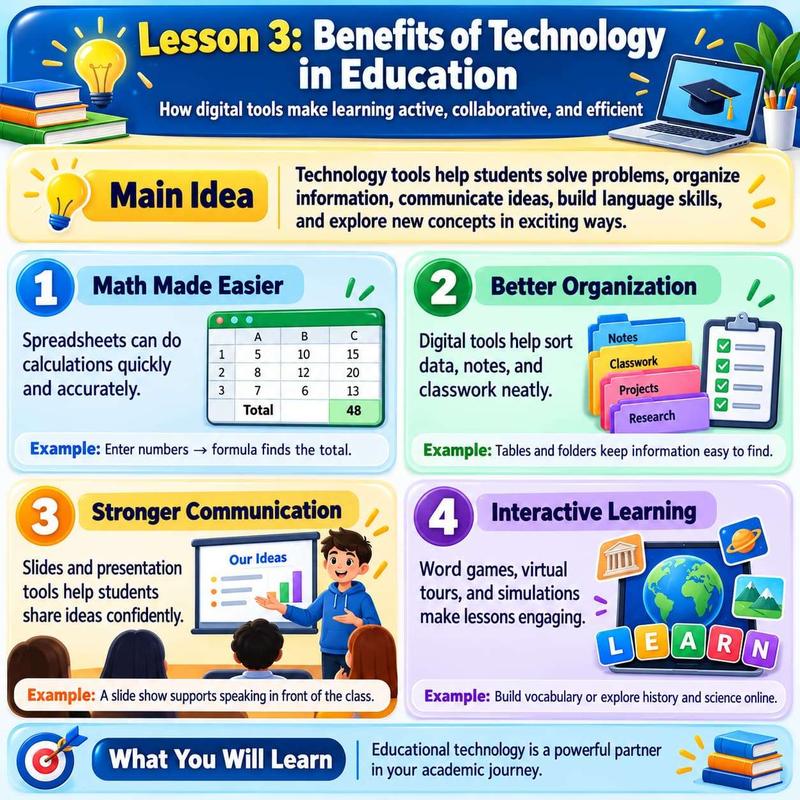 Lesson 3: Benefits of Technology
in Education
How digital tools make learning active, collaborative, and efficient
Main Idea
Technology tools help students solve problems, organize
information, communicate ideas, build language skills,
and explore new concepts in exciting ways.
1 Math Made Easier
Spreadsheets can do
calculations quickly
and accurately.
A B C
1 5 10 15
2 8 12 20
3 7 6 13
Total 48
Example: Enter numbers → formula finds the total.
2 Better Organization
Digital tools help sort
data, notes, and
classwork neatly.
Notes
Classwork
Projects
Research
Example: Tables and folders keep information easy to find.
3 Stronger Communication
Slides and presentation
tools help students
share ideas confidently.
Our Ideas
Example: A slide show supports speaking in front of the class.
4 Interactive Learning
Word games, virtual
tours, and simulations
make lessons engaging.
LEARN
Example: Build vocabulary or explore history and science online.
What You Will Learn
Educational technology is a powerful partner
in your academic journey.